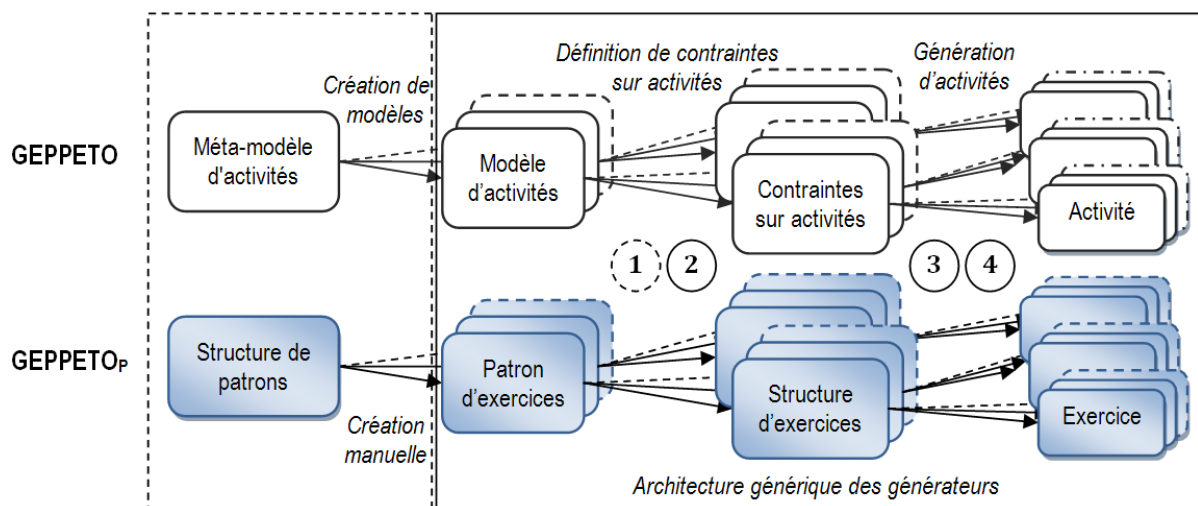 Définition de contraintes
sur activités
Génération
d'activités
Création de
modèles
GEPPETO
Méta-modèle
d'activités
Modèle
d'activités
Contraintes
sur activités
Activité
1 2
3 4
GEPPETOP
Structure de
patrons
Patron
d'exercices
Structure
d'exercices
Exercice
Création
manuelle
Architecture générique des générateurs